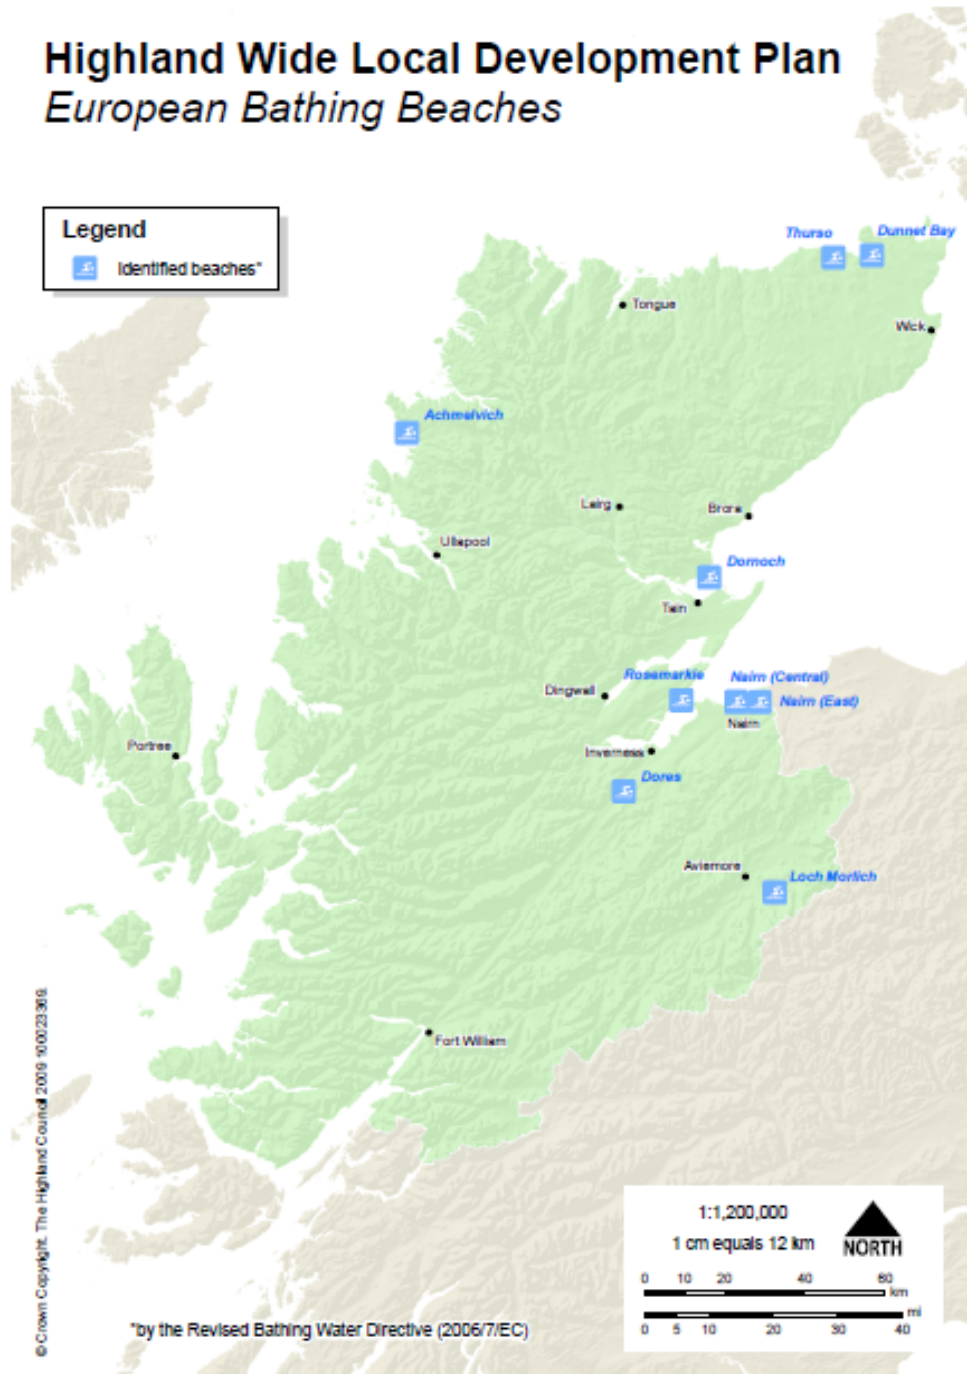 Highland Wide Local Development Plan
European Bathing Beaches
Legend
Identified beaches*
Thurso
Dunnet Bay
Tongue
Wick
Achmelvich
Lairg
Brora
Ullapool
Dornoch
Tain
Rosemarkie
Nairn (Central)
Dingwall
Nairn (East)
Nairn
Portree
Inverness
Dores
Aviemore
Loch Morlich
Fort William
© Crown Copyright. The Highland Council 2009 100023369.
1:1,200,000
1 cm equals 12 km
NORTH
0 10 20 40 60
km
mi
0 5 10 20 30 40
*by the Revised Bathing Water Directive (2006/7/EC)